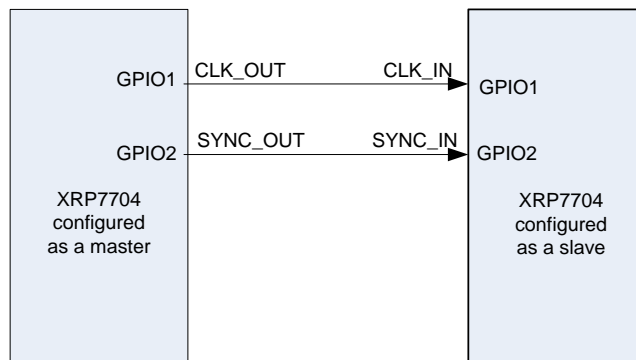 GPIO1 CLK_OUT CLK_IN GPIO1
GPIO2 SYNC_OUT SYNC_IN GPIO2
XRP7704
configured
as a master
XRP7704
configured
as a slave